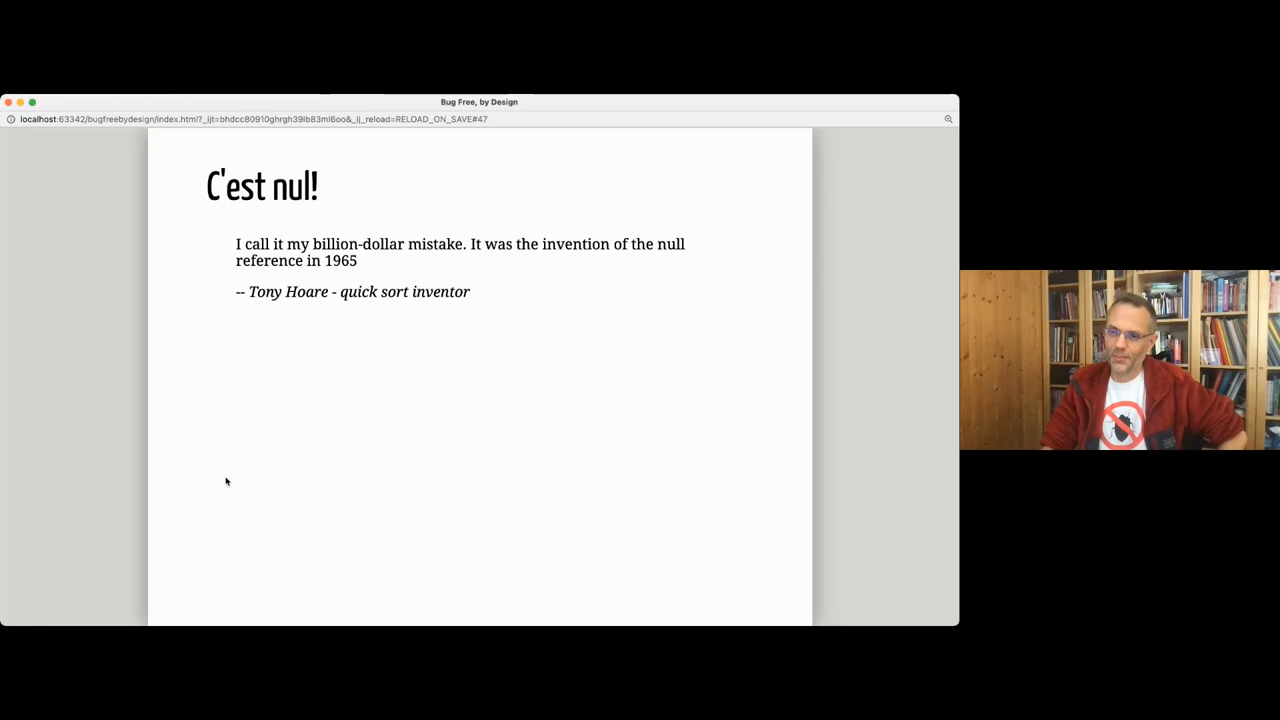 Bug Free, by Design
localhost:63342/bugfreebydesign/index.html?_ijt=bhdcc80910ghrgh39ib83ml6oo&_ij_reload=RELOAD_ON_SAVE#47
C'est nul!
I call it my billion-dollar mistake. It was the invention of the null
reference in 1965
-- Tony Hoare - quick sort inventor